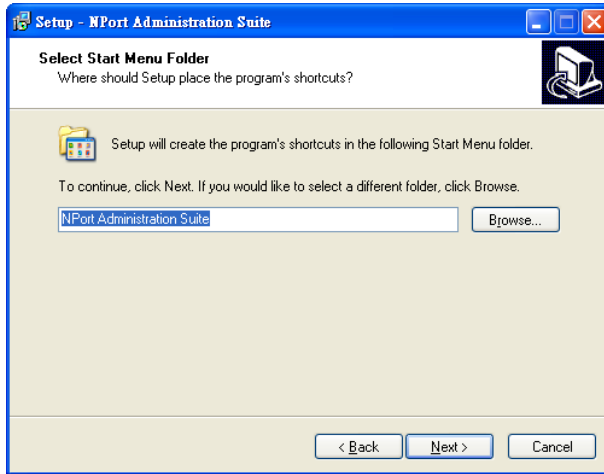 Setup - NPort Administration Suite
Select Start Menu Folder
Where should Setup place the program's shortcuts?
Setup will create the program's shortcuts in the following Start Menu folder.
To continue, click Next. If you would like to select a different folder, click Browse.
NPort Administration Suite
Browse...
< Back
Next >
Cancel